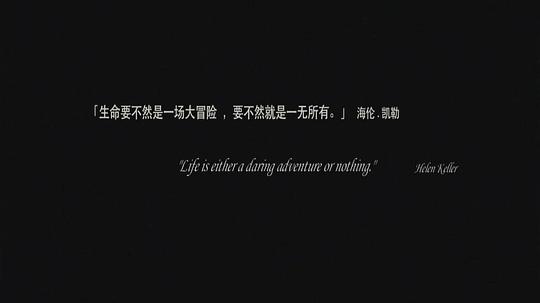 「生命要不然是一场大冒险，要不然就是一无所有。」 海伦.凯勒
"Life is either a daring adventure or nothing." Helen Keller